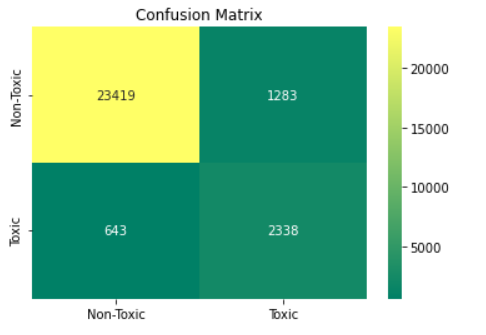 Confusion Matrix
Non-Toxic
23419
1283
Toxic
643
2338
Non-Toxic
Toxic
20000
15000
10000
5000